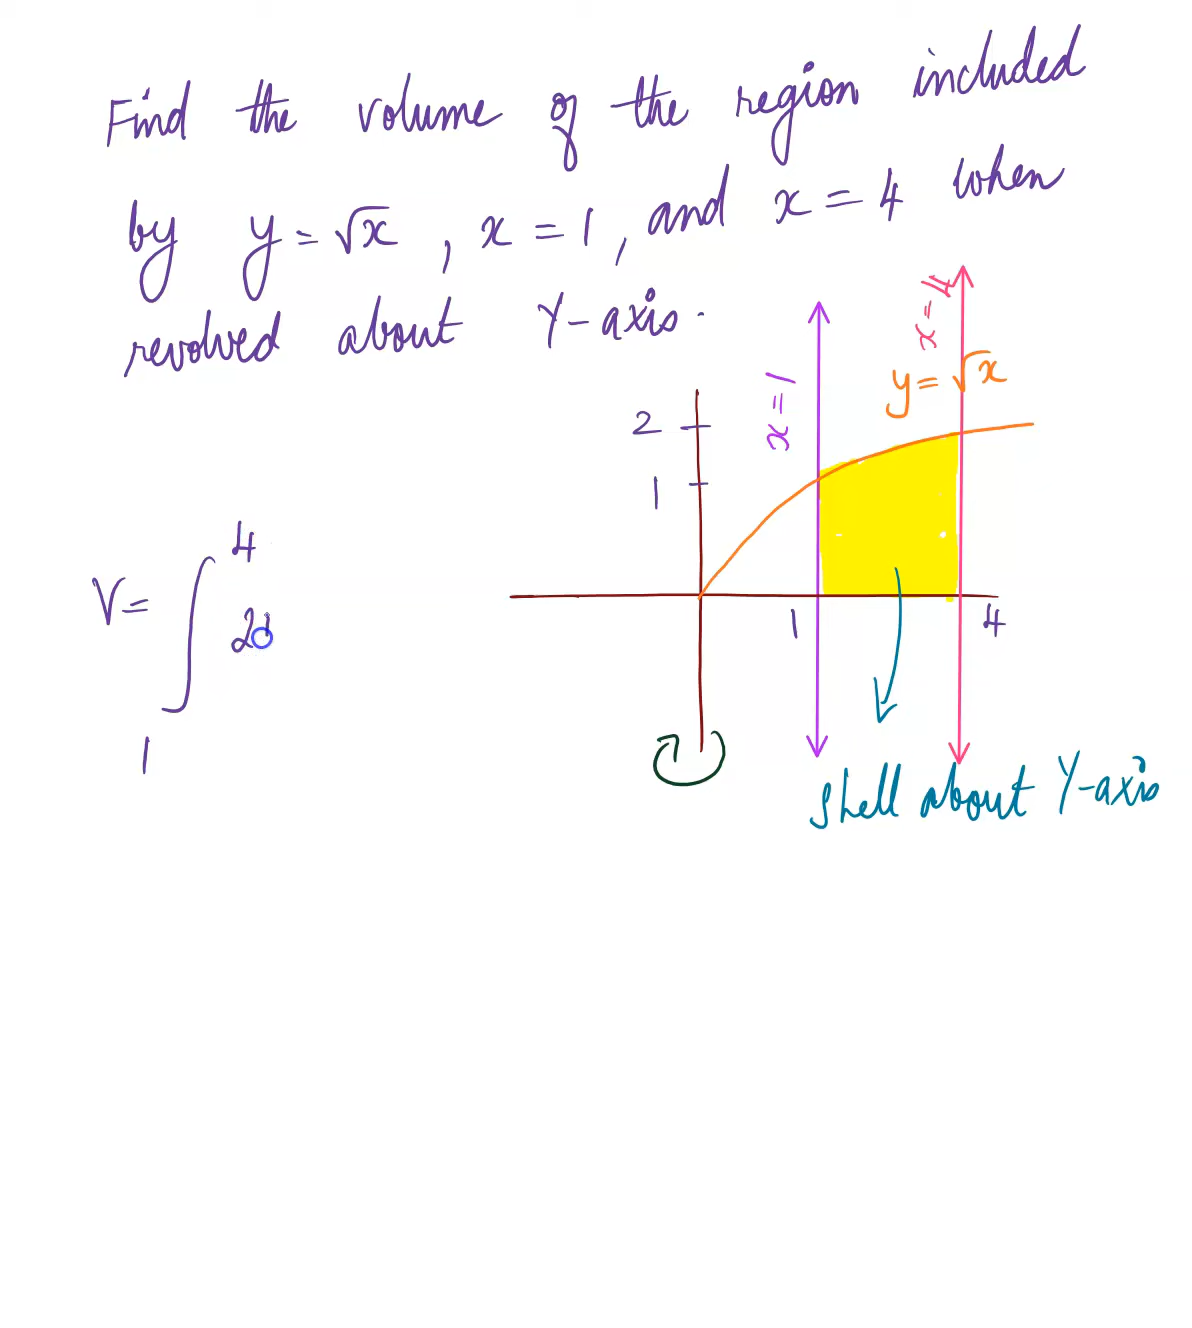 Find the volume of the region included
by y = √x , x = 1 , and x = 4 when
revolved about Y-axis.
x = 1
x = 4
y = √x
2
1
4
V = ∫
1
1
4
shell about Y-axis